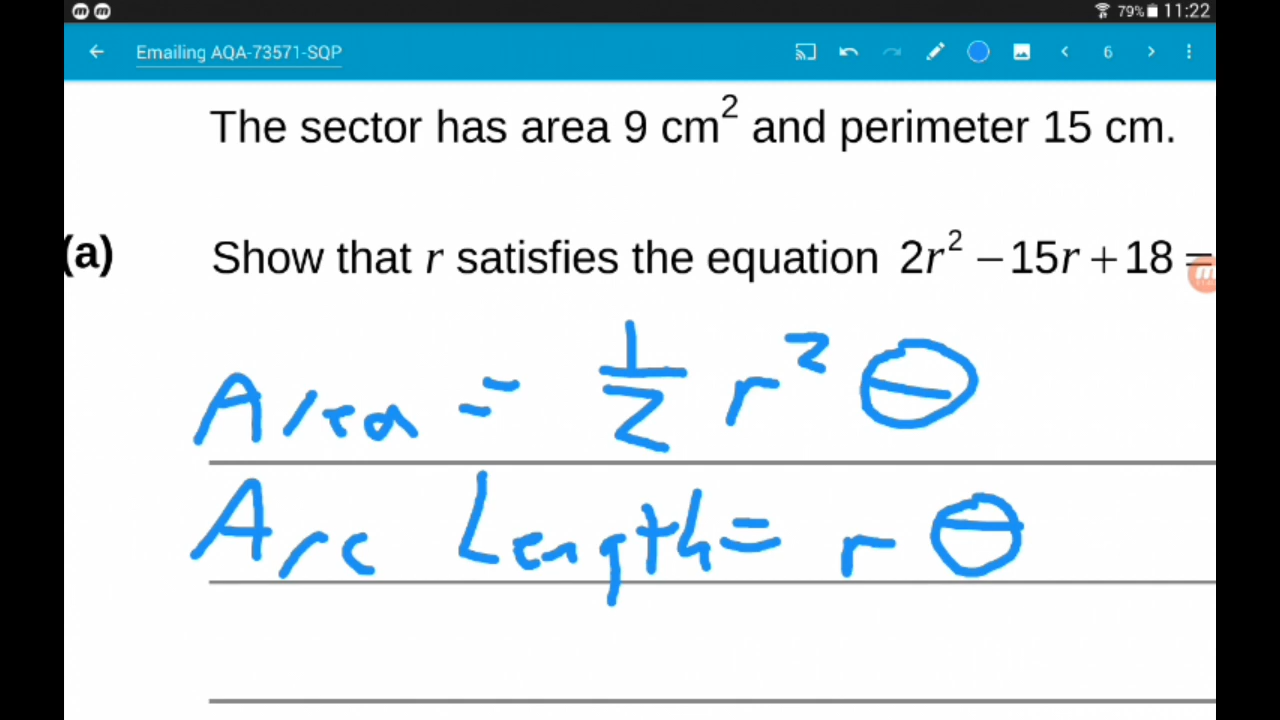 79% 11:22
Emailing AQA-73571-SQP 6
The sector has area 9 cm² and perimeter 15 cm.
(a) Show that r satisfies the equation 2r² − 15r + 18 =
Area = 1/2 r² θ
Arc Length = r θ